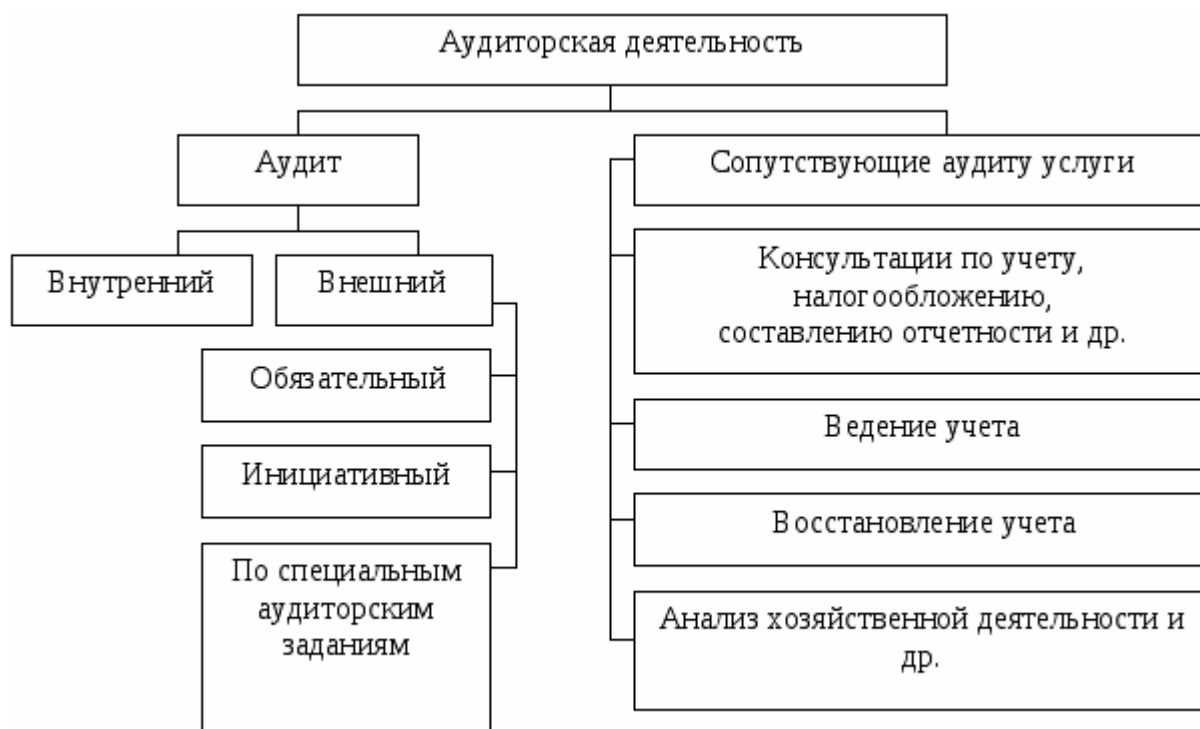 Аудиторская деятельность
Аудит
Сопутствующие аудиту услуги
Внутренний
Внешний
Консультации по учету,
налогообложению,
составлению отчетности и др.
Обязательный
Ведение учета
Инициативный
Восстановление учета
По специальным
аудиторским
заданиям
Анализ хозяйственной деятельности и
др.